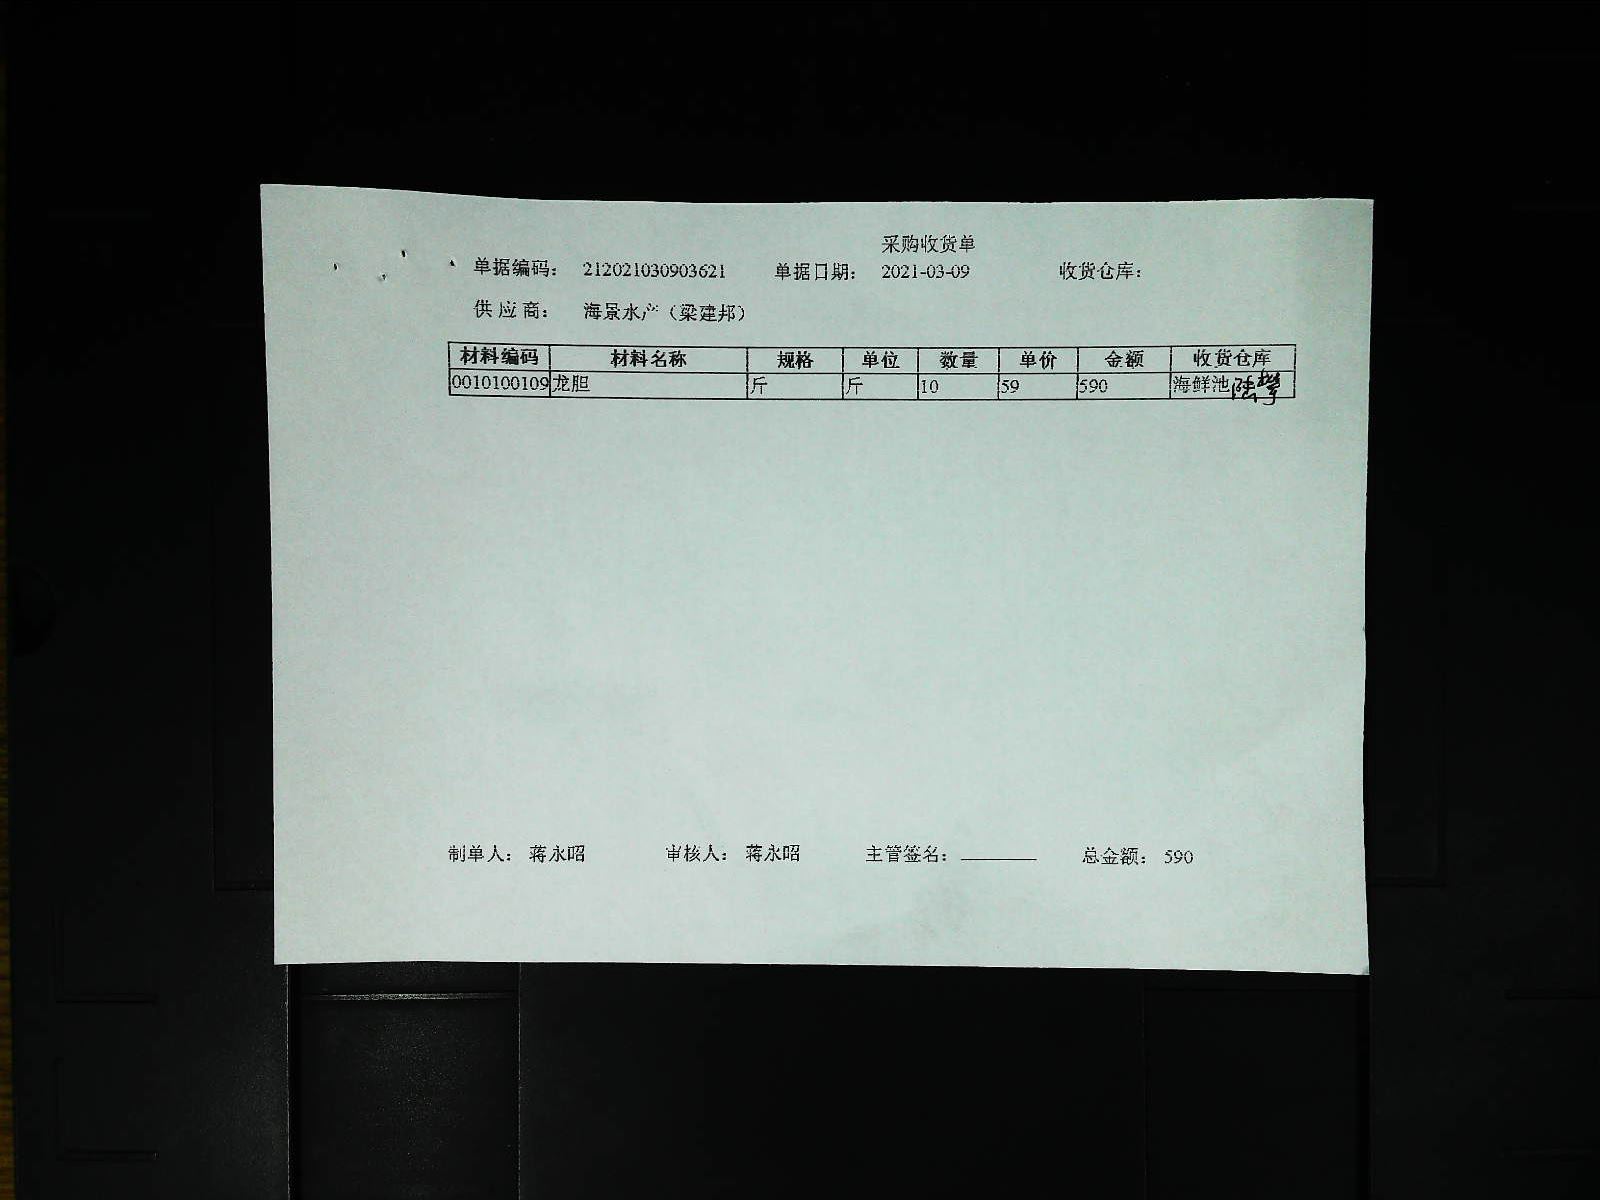 采购收货单
单据编码: 212021030903621 单据日期: 2021-03-09 收货仓库:
供应商: 海景水产(梁建邦)
材料编码 材料名称 规格 单位 数量 单价 金额 收货仓库
0010100109 龙胆 斤 斤 10 59 590 海鲜池
制单人: 蒋永昭 审核人: 蒋永昭 主管签名: 总金额: 590